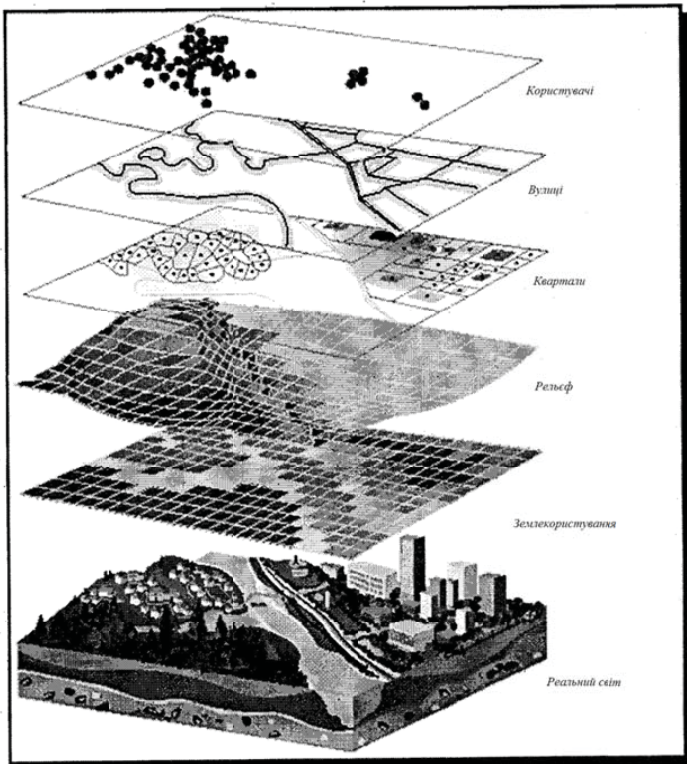 Користувачі
Вулиці
Квартали
Рельєф
Землекористування
Реальний світ